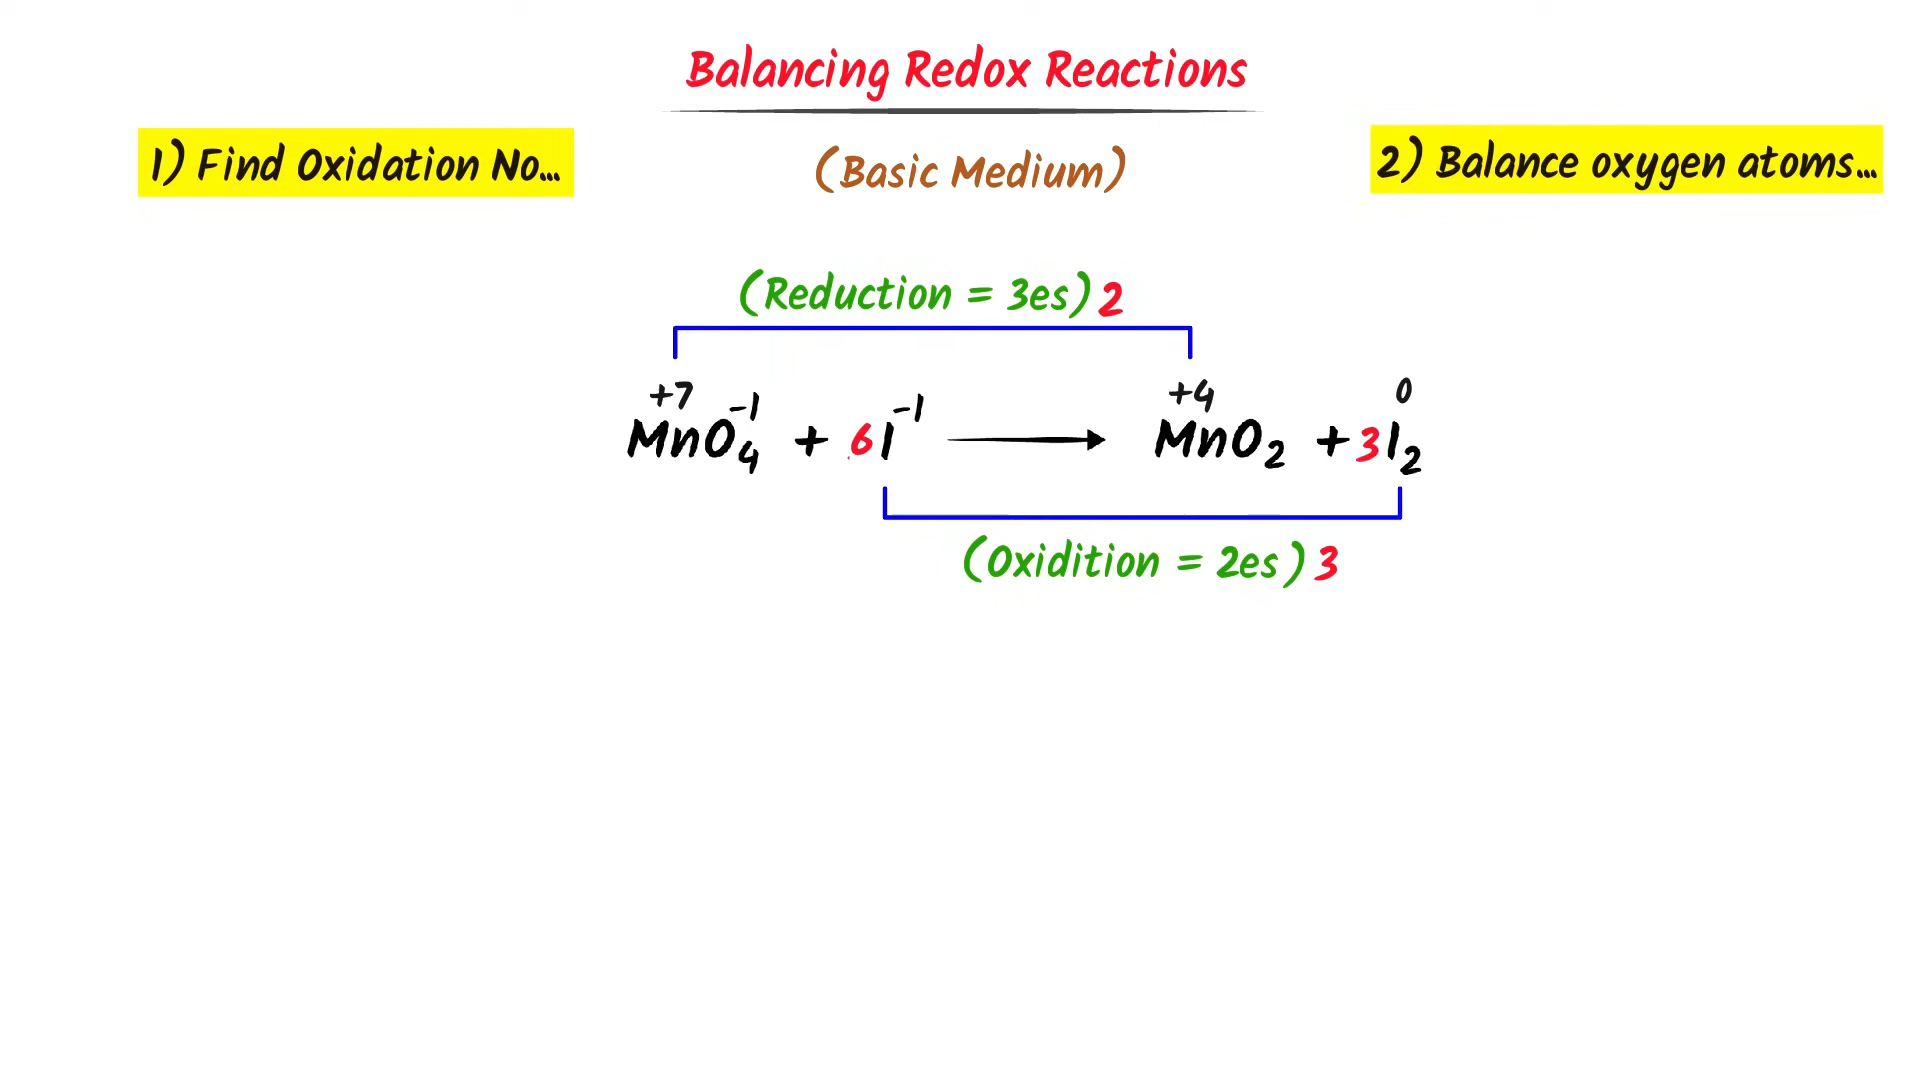 Balancing Redox Reactions
1) Find Oxidation No...
(Basic Medium)
2) Balance oxygen atoms...
(Reduction = 3es) 2
+7 +4 0
MnO₄⁻¹ + 6I⁻¹ ⟶ MnO₂ + 3I₂
(Oxidition = 2es) 3